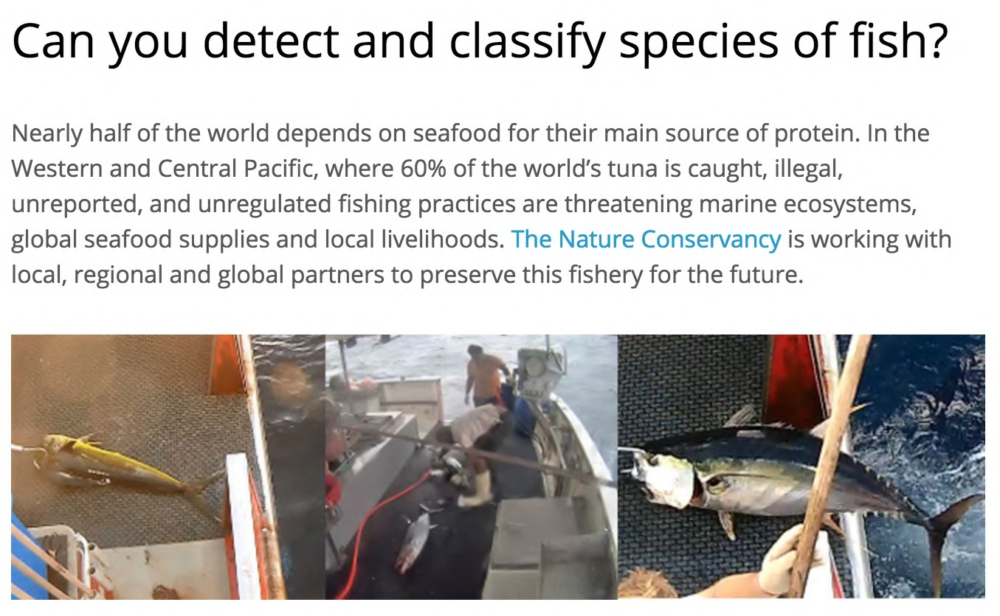 Can you detect and classify species of fish?
Nearly half of the world depends on seafood for their main source of protein. In the
Western and Central Pacific, where 60% of the world’s tuna is caught, illegal,
unreported, and unregulated fishing practices are threatening marine ecosystems,
global seafood supplies and local livelihoods. The Nature Conservancy is working with
local, regional and global partners to preserve this fishery for the future.